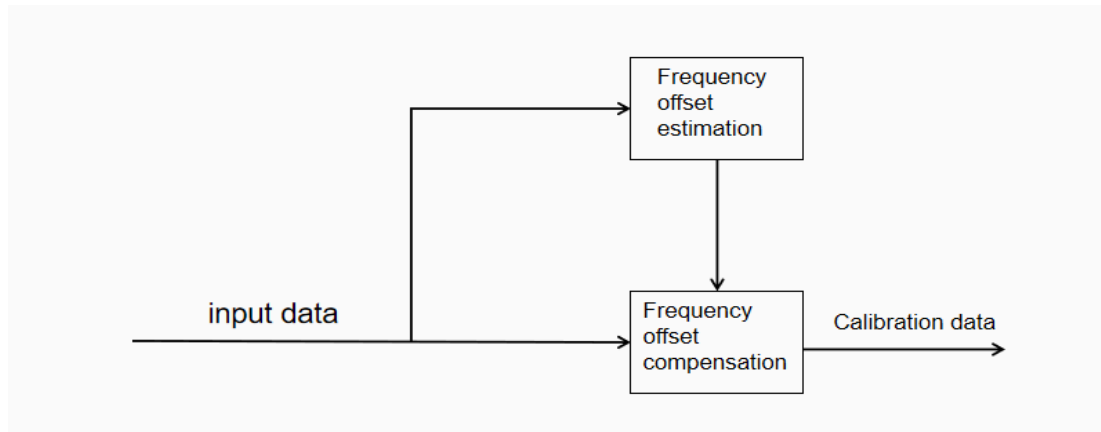 Frequency
offset
estimation
input data
Frequency
offset
compensation
Calibration data